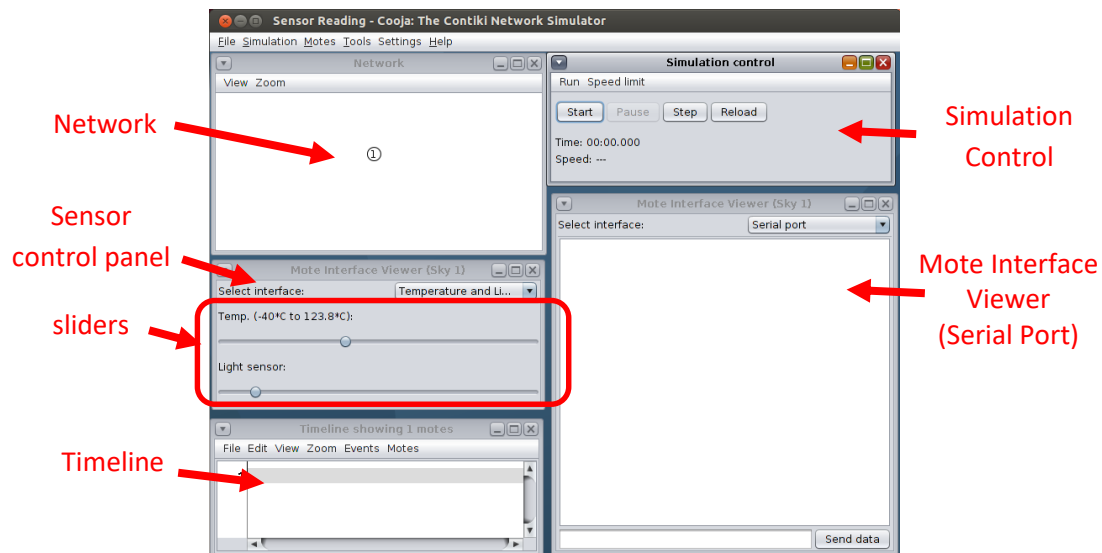 Sensor Reading - Cooja: The Contiki Network Simulator
File Simulation Motes Tools Settings Help
Network
View Zoom
①
Simulation control
Run Speed limit
Start Pause Step Reload
Time: 00:00.000
Speed: ---
Mote Interface Viewer (Sky 1)
Select interface: Serial port
Send data
Mote Interface Viewer (Sky 1)
Select interface: Temperature and Li...
Temp. (-40*C to 123.8*C):
Light sensor:
Timeline showing 1 motes
File Edit View Zoom Events Motes
Network
Sensor
control panel
sliders
Timeline
Simulation
Control
Mote Interface
Viewer
(Serial Port)